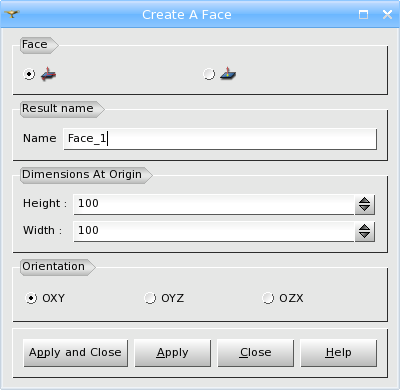 Create A Face
Face
Result name
Name Face_1
Dimensions At Origin
Height : 100
Width : 100
Orientation
OXY OYZ OZX
Apply and Close Apply Close Help